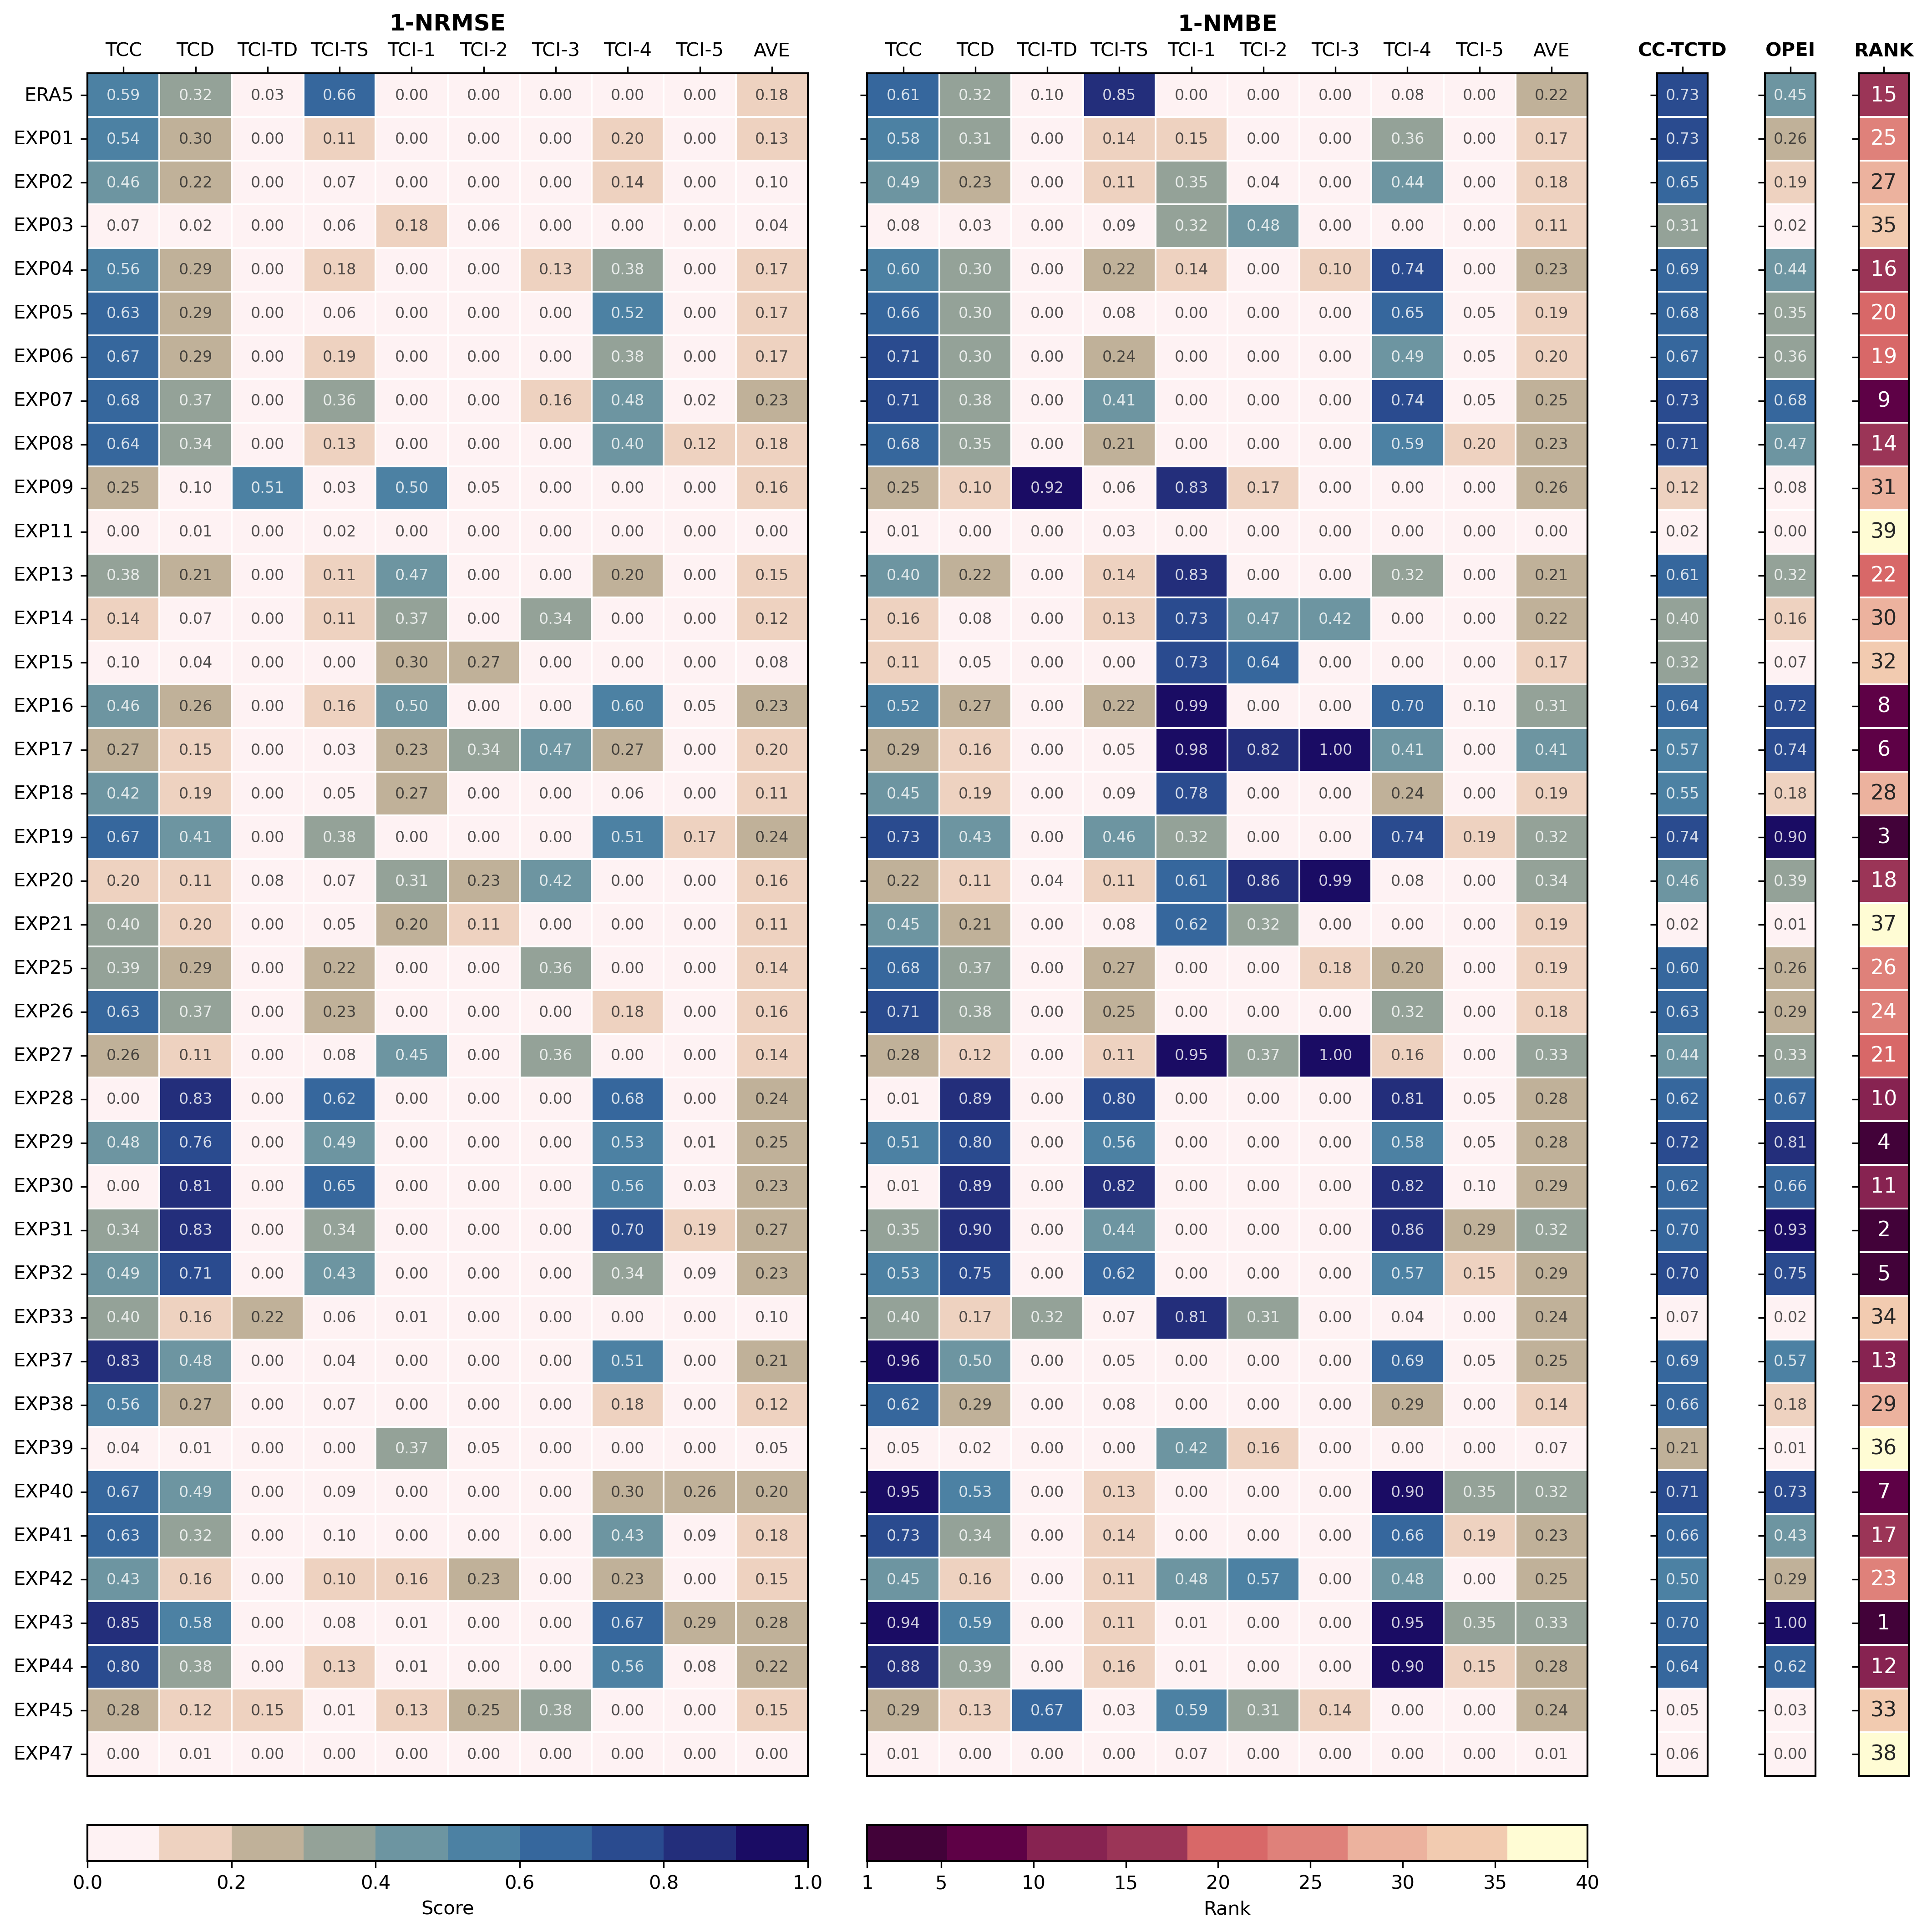 1-NRMSE 1-NMBE
TCC TCD TCI-TD TCI-TS TCI-1 TCI-2 TCI-3 TCI-4 TCI-5 AVE TCC TCD TCI-TD TCI-TS TCI-1 TCI-2 TCI-3 TCI-4 TCI-5 AVE CC-TCTD OPEI RANK
ERA5 0.59 0.32 0.03 0.66 0.00 0.00 0.00 0.00 0.00 0.18 0.61 0.32 0.10 0.85 0.00 0.00 0.00 0.08 0.00 0.22 0.73 0.45 15
EXP01 0.54 0.30 0.00 0.11 0.00 0.00 0.00 0.20 0.00 0.13 0.58 0.31 0.00 0.14 0.15 0.00 0.00 0.36 0.00 0.17 0.73 0.26 25
EXP02 0.46 0.22 0.00 0.07 0.00 0.00 0.00 0.14 0.00 0.10 0.49 0.23 0.00 0.11 0.35 0.04 0.00 0.44 0.00 0.18 0.65 0.19 27
EXP03 0.07 0.02 0.00 0.06 0.18 0.06 0.00 0.00 0.00 0.04 0.08 0.03 0.00 0.09 0.32 0.48 0.00 0.00 0.00 0.11 0.31 0.02 35
EXP04 0.56 0.29 0.00 0.18 0.00 0.00 0.13 0.38 0.00 0.17 0.60 0.30 0.00 0.22 0.14 0.00 0.10 0.74 0.00 0.23 0.69 0.44 16
EXP05 0.63 0.29 0.00 0.06 0.00 0.00 0.00 0.52 0.00 0.17 0.66 0.30 0.00 0.08 0.00 0.00 0.00 0.65 0.05 0.19 0.68 0.35 20
EXP06 0.67 0.29 0.00 0.19 0.00 0.00 0.00 0.38 0.00 0.17 0.71 0.30 0.00 0.24 0.00 0.00 0.00 0.49 0.05 0.20 0.67 0.36 19
EXP07 0.68 0.37 0.00 0.36 0.00 0.00 0.16 0.48 0.02 0.23 0.71 0.38 0.00 0.41 0.00 0.00 0.00 0.74 0.05 0.25 0.73 0.68 9
EXP08 0.64 0.34 0.00 0.13 0.00 0.00 0.00 0.40 0.12 0.18 0.68 0.35 0.00 0.21 0.00 0.00 0.00 0.59 0.20 0.23 0.71 0.47 14
EXP09 0.25 0.10 0.51 0.03 0.50 0.05 0.00 0.00 0.00 0.16 0.25 0.10 0.92 0.06 0.83 0.17 0.00 0.00 0.00 0.26 0.12 0.08 31
EXP11 0.00 0.01 0.00 0.02 0.00 0.00 0.00 0.00 0.00 0.00 0.01 0.00 0.00 0.03 0.00 0.00 0.00 0.00 0.00 0.00 0.02 0.00 39
EXP13 0.38 0.21 0.00 0.11 0.47 0.00 0.00 0.20 0.00 0.15 0.40 0.22 0.00 0.14 0.83 0.00 0.00 0.32 0.00 0.21 0.61 0.32 22
EXP14 0.14 0.07 0.00 0.11 0.37 0.00 0.34 0.00 0.00 0.12 0.16 0.08 0.00 0.13 0.73 0.47 0.42 0.00 0.00 0.22 0.40 0.16 30
EXP15 0.10 0.04 0.00 0.00 0.30 0.27 0.00 0.00 0.00 0.08 0.11 0.05 0.00 0.00 0.73 0.64 0.00 0.00 0.00 0.17 0.32 0.07 32
EXP16 0.46 0.26 0.00 0.16 0.50 0.00 0.00 0.60 0.05 0.23 0.52 0.27 0.00 0.22 0.99 0.00 0.00 0.70 0.10 0.31 0.64 0.72 8
EXP17 0.27 0.15 0.00 0.03 0.23 0.34 0.47 0.27 0.00 0.20 0.29 0.16 0.00 0.05 0.98 0.82 1.00 0.41 0.00 0.41 0.57 0.74 6
EXP18 0.42 0.19 0.00 0.05 0.27 0.00 0.00 0.06 0.00 0.11 0.45 0.19 0.00 0.09 0.78 0.00 0.00 0.24 0.00 0.19 0.55 0.18 28
EXP19 0.67 0.41 0.00 0.38 0.00 0.00 0.00 0.51 0.17 0.24 0.73 0.43 0.00 0.46 0.32 0.00 0.00 0.74 0.19 0.32 0.74 0.90 3
EXP20 0.20 0.11 0.08 0.07 0.31 0.23 0.42 0.00 0.00 0.16 0.22 0.11 0.04 0.11 0.61 0.86 0.99 0.08 0.00 0.34 0.46 0.39 18
EXP21 0.40 0.20 0.00 0.05 0.20 0.11 0.00 0.00 0.00 0.11 0.45 0.21 0.00 0.08 0.62 0.32 0.00 0.00 0.00 0.19 0.02 0.01 37
EXP25 0.39 0.29 0.00 0.22 0.00 0.00 0.36 0.00 0.00 0.14 0.68 0.37 0.00 0.27 0.00 0.00 0.18 0.20 0.00 0.19 0.60 0.26 26
EXP26 0.63 0.37 0.00 0.23 0.00 0.00 0.00 0.18 0.00 0.16 0.71 0.38 0.00 0.25 0.00 0.00 0.00 0.32 0.00 0.18 0.63 0.29 24
EXP27 0.26 0.11 0.00 0.08 0.45 0.00 0.36 0.00 0.00 0.14 0.28 0.12 0.00 0.11 0.95 0.37 1.00 0.16 0.00 0.33 0.44 0.33 21
EXP28 0.00 0.83 0.00 0.62 0.00 0.00 0.00 0.68 0.00 0.24 0.01 0.89 0.00 0.80 0.00 0.00 0.00 0.81 0.05 0.28 0.62 0.67 10
EXP29 0.48 0.76 0.00 0.49 0.00 0.00 0.00 0.53 0.01 0.25 0.51 0.80 0.00 0.56 0.00 0.00 0.00 0.58 0.05 0.28 0.72 0.81 4
EXP30 0.00 0.81 0.00 0.65 0.00 0.00 0.00 0.56 0.03 0.23 0.01 0.89 0.00 0.82 0.00 0.00 0.00 0.82 0.10 0.29 0.62 0.66 11
EXP31 0.34 0.83 0.00 0.34 0.00 0.00 0.00 0.70 0.19 0.27 0.35 0.90 0.00 0.44 0.00 0.00 0.00 0.86 0.29 0.32 0.70 0.93 2
EXP32 0.49 0.71 0.00 0.43 0.00 0.00 0.00 0.34 0.09 0.23 0.53 0.75 0.00 0.62 0.00 0.00 0.00 0.57 0.15 0.29 0.70 0.75 5
EXP33 0.40 0.16 0.22 0.06 0.01 0.00 0.00 0.00 0.00 0.10 0.40 0.17 0.32 0.07 0.81 0.31 0.00 0.04 0.00 0.24 0.07 0.02 34
EXP37 0.83 0.48 0.00 0.04 0.00 0.00 0.00 0.51 0.00 0.21 0.96 0.50 0.00 0.05 0.00 0.00 0.00 0.69 0.05 0.25 0.69 0.57 13
EXP38 0.56 0.27 0.00 0.07 0.00 0.00 0.00 0.18 0.00 0.12 0.62 0.29 0.00 0.08 0.00 0.00 0.00 0.29 0.00 0.14 0.66 0.18 29
EXP39 0.04 0.01 0.00 0.00 0.37 0.05 0.00 0.00 0.00 0.05 0.05 0.02 0.00 0.00 0.42 0.16 0.00 0.00 0.00 0.07 0.21 0.01 36
EXP40 0.67 0.49 0.00 0.09 0.00 0.00 0.00 0.30 0.26 0.20 0.95 0.53 0.00 0.13 0.00 0.00 0.00 0.90 0.35 0.32 0.71 0.73 7
EXP41 0.63 0.32 0.00 0.10 0.00 0.00 0.00 0.43 0.09 0.18 0.73 0.34 0.00 0.14 0.00 0.00 0.00 0.66 0.19 0.23 0.66 0.43 17
EXP42 0.43 0.16 0.00 0.10 0.16 0.23 0.00 0.23 0.00 0.15 0.45 0.16 0.00 0.11 0.48 0.57 0.00 0.48 0.00 0.25 0.50 0.29 23
EXP43 0.85 0.58 0.00 0.08 0.01 0.00 0.00 0.67 0.29 0.28 0.94 0.59 0.00 0.11 0.01 0.00 0.00 0.95 0.35 0.33 0.70 1.00 1
EXP44 0.80 0.38 0.00 0.13 0.01 0.00 0.00 0.56 0.08 0.22 0.88 0.39 0.00 0.16 0.01 0.00 0.00 0.90 0.15 0.28 0.64 0.62 12
EXP45 0.28 0.12 0.15 0.01 0.13 0.25 0.38 0.00 0.00 0.15 0.29 0.13 0.67 0.03 0.59 0.31 0.14 0.00 0.00 0.24 0.05 0.03 33
EXP47 0.00 0.01 0.00 0.00 0.00 0.00 0.00 0.00 0.00 0.00 0.01 0.00 0.00 0.00 0.07 0.00 0.00 0.00 0.00 0.01 0.06 0.00 38
0.0 0.2 0.4 0.6 0.8 1.0 1 5 10 15 20 25 30 35 40
Score Rank